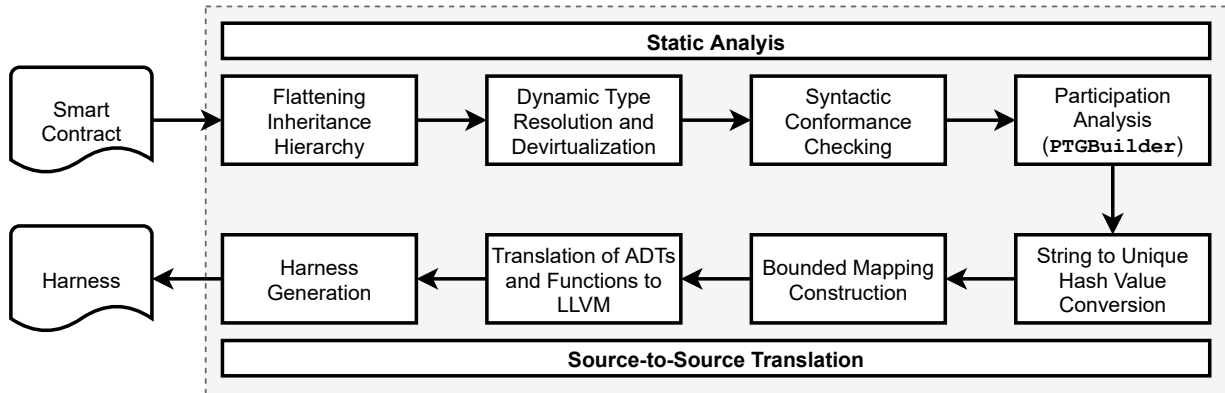 Static Analyis
Smart
Contract
Flattening
Inheritance
Hierarchy
Dynamic Type
Resolution and
Devirtualization
Syntactic
Conformance
Checking
Participation
Analysis
(PTGBuilder)
Harness
Harness
Generation
Translation of ADTs
and Functions to
LLVM
Bounded Mapping
Construction
String to Unique
Hash Value
Conversion
Source-to-Source Translation